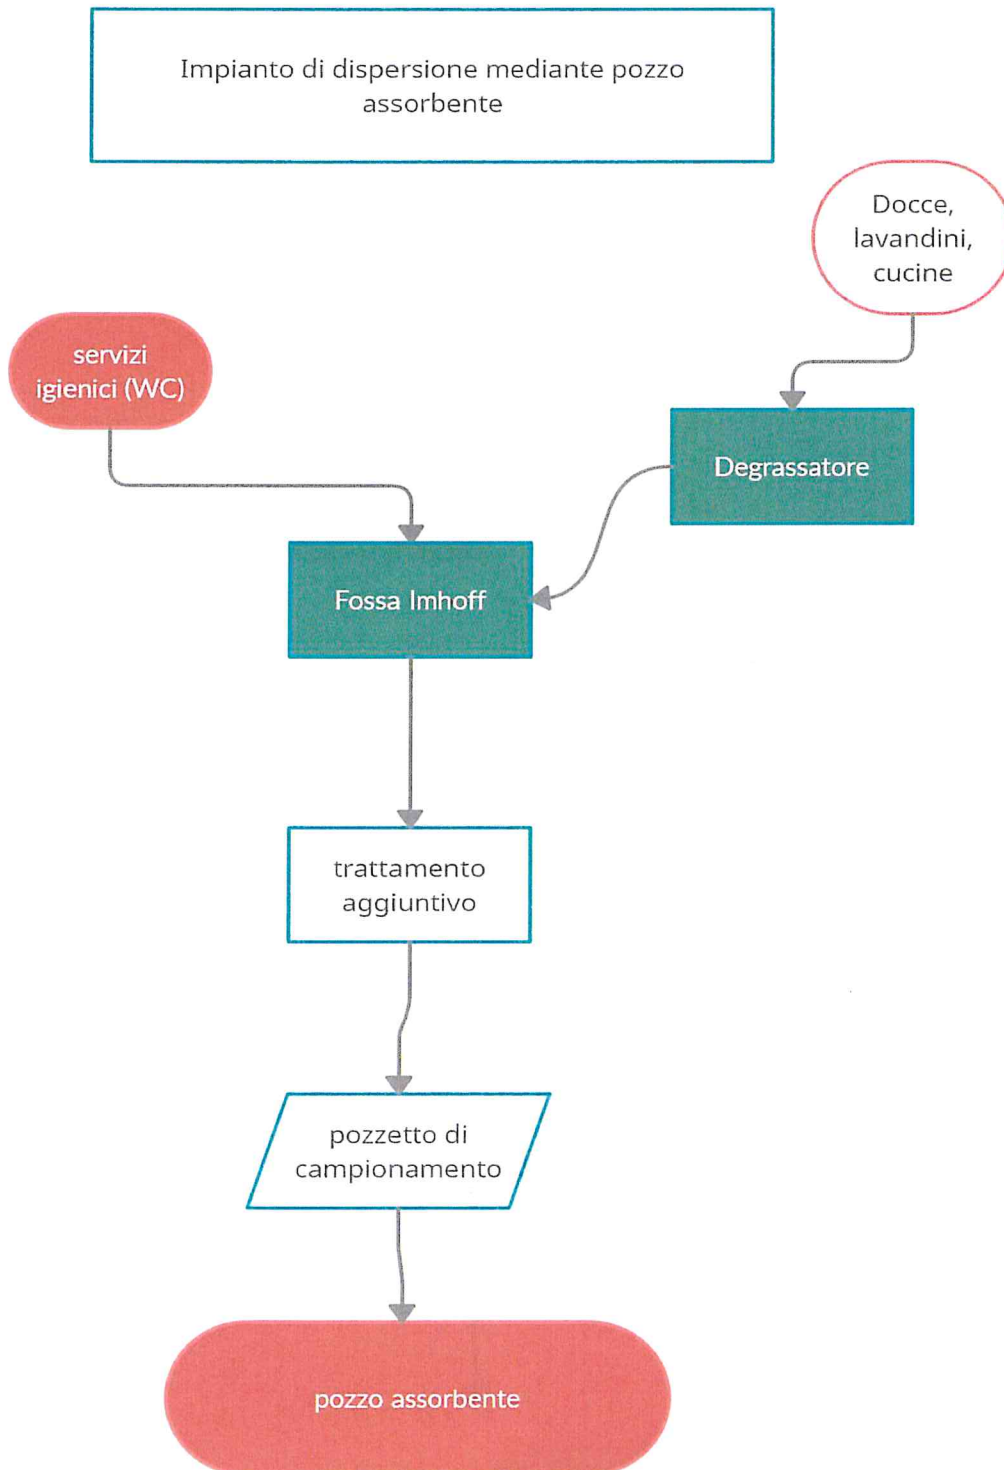 Impianto di dispersione mediante pozzo
assorbente
Docce,
lavandini,
cucine
servizi
igienici (WC)
Degrassatore
Fossa Imhoff
trattamento
aggiuntivo
pozzetto di
campionamento
pozzo assorbente